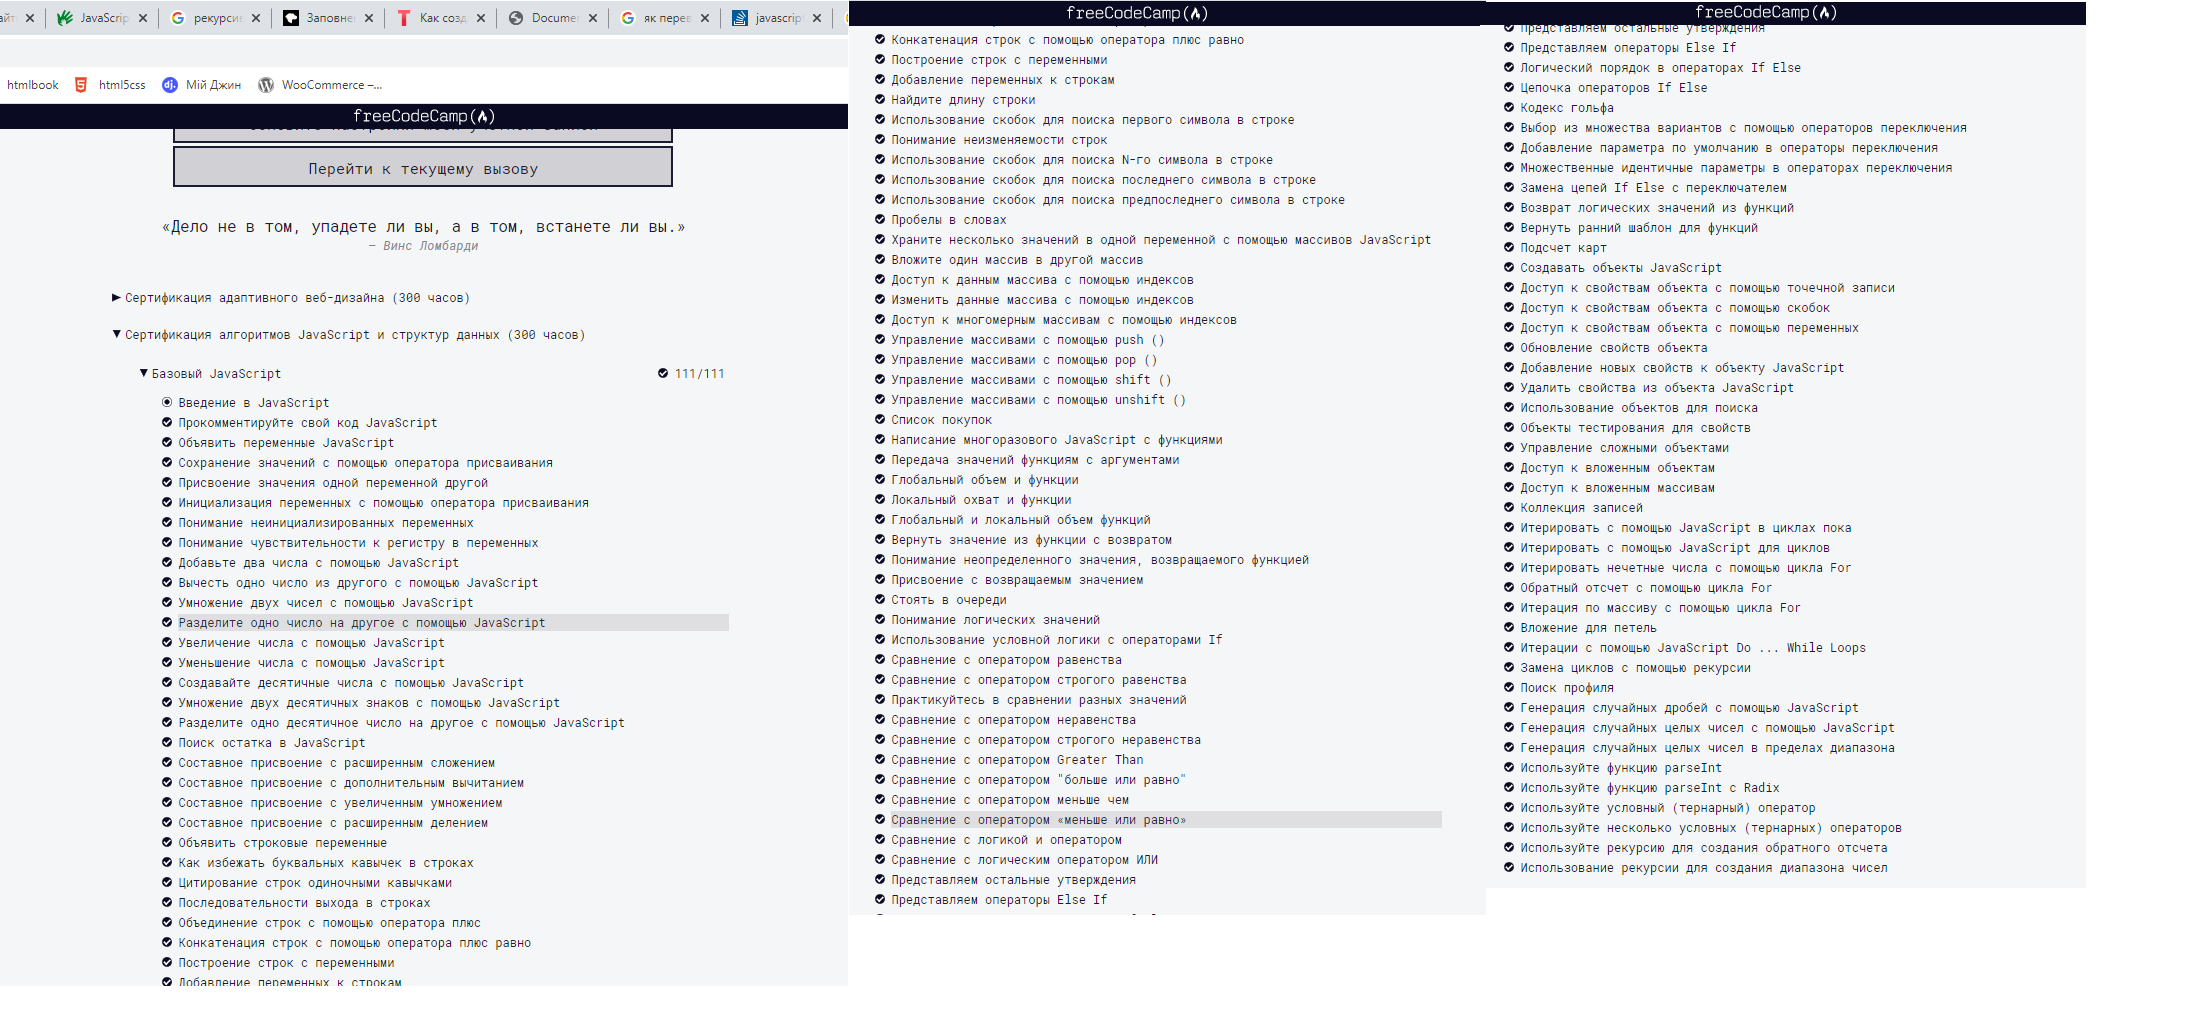 айт
JavaScrip
рекурсив
Заповне
Как созд
Documen
як перев
javascript
htmlbook
html5css
Мій Джин
WooCommerce –...
freeCodeCamp
Перейти к текущему вызову
«Дело не в том, упадете ли вы, а в том, встанете ли вы.»
— Винс Ломбарди
Сертификация адаптивного веб-дизайна (300 часов)
Сертификация алгоритмов JavaScript и структур данных (300 часов)
Базовый JavaScript 111/111
Введение в JavaScript
Прокомментируйте свой код JavaScript
Объявить переменные JavaScript
Сохранение значений с помощью оператора присваивания
Присвоение значения одной переменной другой
Инициализация переменных с помощью оператора присваивания
Понимание неинициализированных переменных
Понимание чувствительности к регистру в переменных
Добавьте два числа с помощью JavaScript
Вычесть одно число из другого с помощью JavaScript
Умножение двух чисел с помощью JavaScript
Разделите одно число на другое с помощью JavaScript
Увеличение числа с помощью JavaScript
Уменьшение числа с помощью JavaScript
Создавайте десятичные числа с помощью JavaScript
Умножение двух десятичных знаков с помощью JavaScript
Разделите одно десятичное число на другое с помощью JavaScript
Поиск остатка в JavaScript
Составное присвоение с расширенным сложением
Составное присвоение с дополнительным вычитанием
Составное присвоение с увеличенным умножением
Составное присвоение с расширенным делением
Объявить строковые переменные
Как избежать буквальных кавычек в строках
Цитирование строк одиночными кавычками
Последовательности выхода в строках
Объединение строк с помощью оператора плюс
Конкатенация строк с помощью оператора плюс равно
Построение строк с переменными
Добавление переменных к строкам
freeCodeCamp
Конкатенация строк с помощью оператора плюс равно
Построение строк с переменными
Добавление переменных к строкам
Найдите длину строки
Использование скобок для поиска первого символа в строке
Понимание неизменяемости строк
Использование скобок для поиска N-го символа в строке
Использование скобок для поиска последнего символа в строке
Использование скобок для поиска предпоследнего символа в строке
Пробелы в словах
Храните несколько значений в одной переменной с помощью массивов JavaScript
Вложите один массив в другой массив
Доступ к данным массива с помощью индексов
Изменить данные массива с помощью индексов
Доступ к многомерным массивам с помощью индексов
Управление массивами с помощью push ()
Управление массивами с помощью pop ()
Управление массивами с помощью shift ()
Управление массивами с помощью unshift ()
Список покупок
Написание многоразового JavaScript с функциями
Передача значений функциям с аргументами
Глобальный объем и функции
Локальный охват и функции
Глобальный и локальный объем функций
Вернуть значение из функции с возвратом
Понимание неопределенного значения, возвращаемого функцией
Присвоение с возвращаемым значением
Стоять в очереди
Понимание логических значений
Использование условной логики с операторами If
Сравнение с оператором равенства
Сравнение с оператором строгого равенства
Практикуйтесь в сравнении разных значений
Сравнение с оператором неравенства
Сравнение с оператором строгого неравенства
Сравнение с оператором Greater Than
Сравнение с оператором "больше или равно"
Сравнение с оператором меньше чем
Сравнение с оператором «меньше или равно»
Сравнение с логикой и оператором
Сравнение с логическим оператором ИЛИ
Представляем остальные утверждения
Представляем операторы Else If
freeCodeCamp
Представляем остальные утверждения
Представляем операторы Else If
Логический порядок в операторах If Else
Цепочка операторов If Else
Кодекс гольфа
Выбор из множества вариантов с помощью операторов переключения
Добавление параметра по умолчанию в операторы переключения
Множественные идентичные параметры в операторах переключения
Замена цепей If Else с переключателем
Возврат логических значений из функций
Вернуть ранний шаблон для функций
Подсчет карт
Создавать объекты JavaScript
Доступ к свойствам объекта с помощью точечной записи
Доступ к свойствам объекта с помощью скобок
Доступ к свойствам объекта с помощью переменных
Обновление свойств объекта
Добавление новых свойств к объекту JavaScript
Удалить свойства из объекта JavaScript
Использование объектов для поиска
Объекты тестирования для свойств
Управление сложными объектами
Доступ к вложенным объектам
Доступ к вложенным массивам
Коллекция записей
Итерировать с помощью JavaScript в циклах пока
Итерировать с помощью JavaScript для циклов
Итерировать нечетные числа с помощью цикла For
Обратный отсчет с помощью цикла For
Итерация по массиву с помощью цикла For
Вложение для петель
Итерации с помощью JavaScript Do ... While Loops
Замена циклов с помощью рекурсии
Поиск профиля
Генерация случайных дробей с помощью JavaScript
Генерация случайных целых чисел с помощью JavaScript
Генерация случайных целых чисел в пределах диапазона
Используйте функцию parseInt
Используйте функцию parseInt с Radix
Используйте условный (тернарный) оператор
Используйте несколько условных (тернарных) операторов
Используйте рекурсию для создания обратного отсчета
Использование рекурсии для создания диапазона чисел